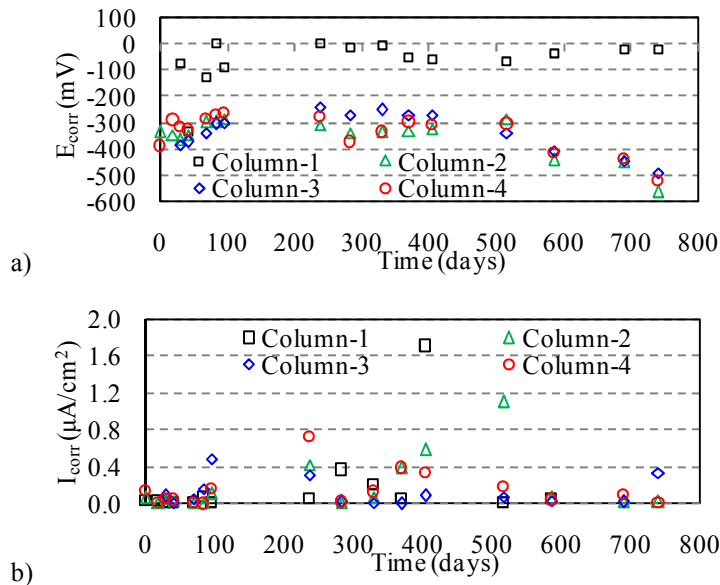 100
0
-100
-200
-300
-400
-500
-600
E_corr (mV)
Column-1 Column-2
Column-3 Column-4
0 100 200 300 400 500 600 700 800
Time (days)
a)
2.0
1.6
1.2
0.8
0.4
0.0
I_corr (µA/cm²)
Column-1 Column-2
Column-3 Column-4
0 100 200 300 400 500 600 700 800
Time (days)
b)